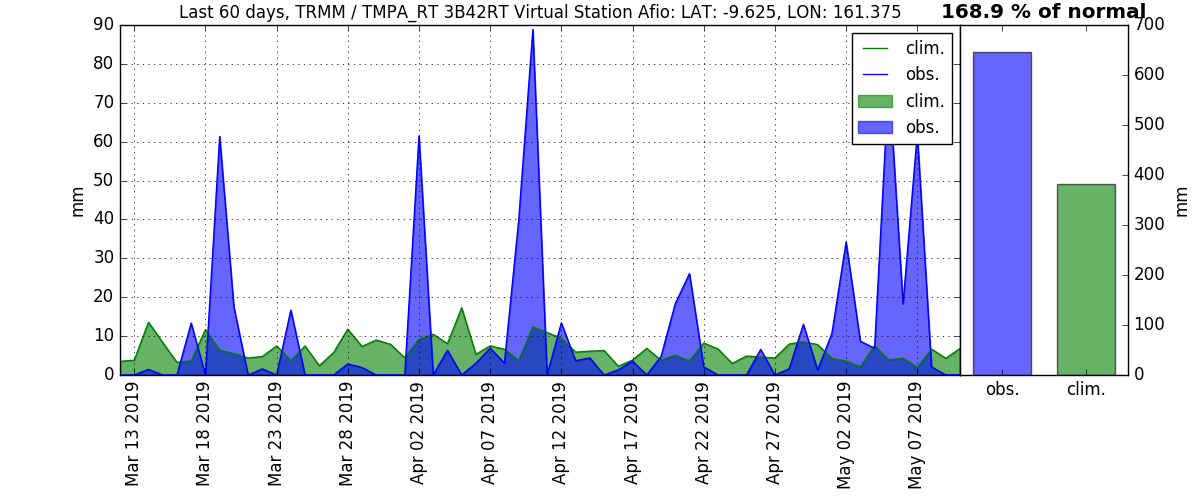 Last 60 days, TRMM / TMPA_RT 3B42RT Virtual Station Afio: LAT: -9.625, LON: 161.375
168.9 % of normal
90
80
70
60
50
40
30
20
10
0
mm
clim.
obs.
clim.
obs.
Mar 13 2019
Mar 18 2019
Mar 23 2019
Mar 28 2019
Apr 02 2019
Apr 07 2019
Apr 12 2019
Apr 17 2019
Apr 22 2019
Apr 27 2019
May 02 2019
May 07 2019
700
600
500
400
300
200
100
0
mm
obs.
clim.